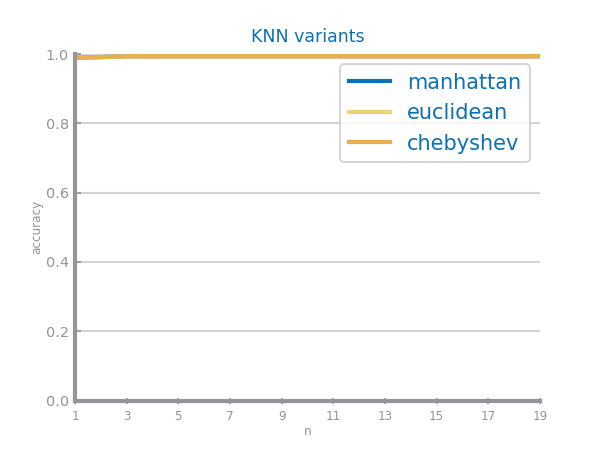 KNN variants
1.0
0.8
0.6
0.4
0.2
0.0
accuracy
manhattan
euclidean
chebyshev
1 3 5 7 9 11 13 15 17 19
n